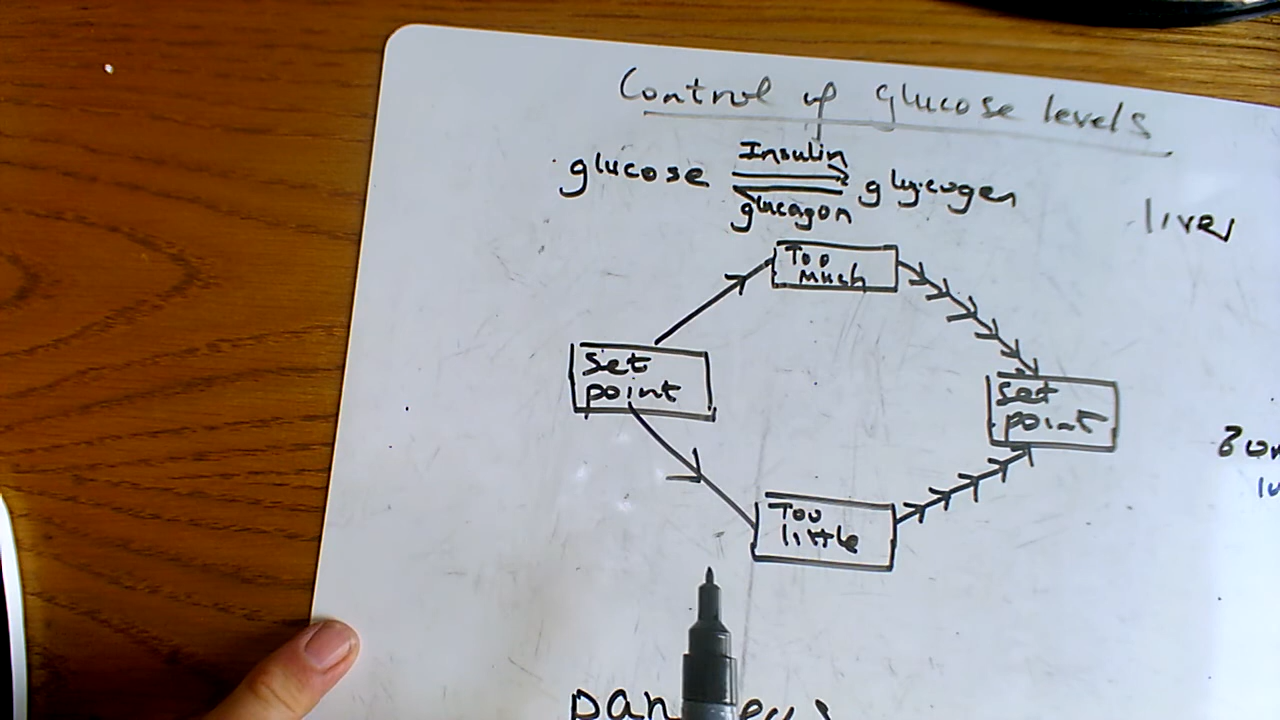 Control of glucose levels
glucose
Insulin
glucagon
glycogen
liver
Too
Much
Set
point
Set
point
Too
little